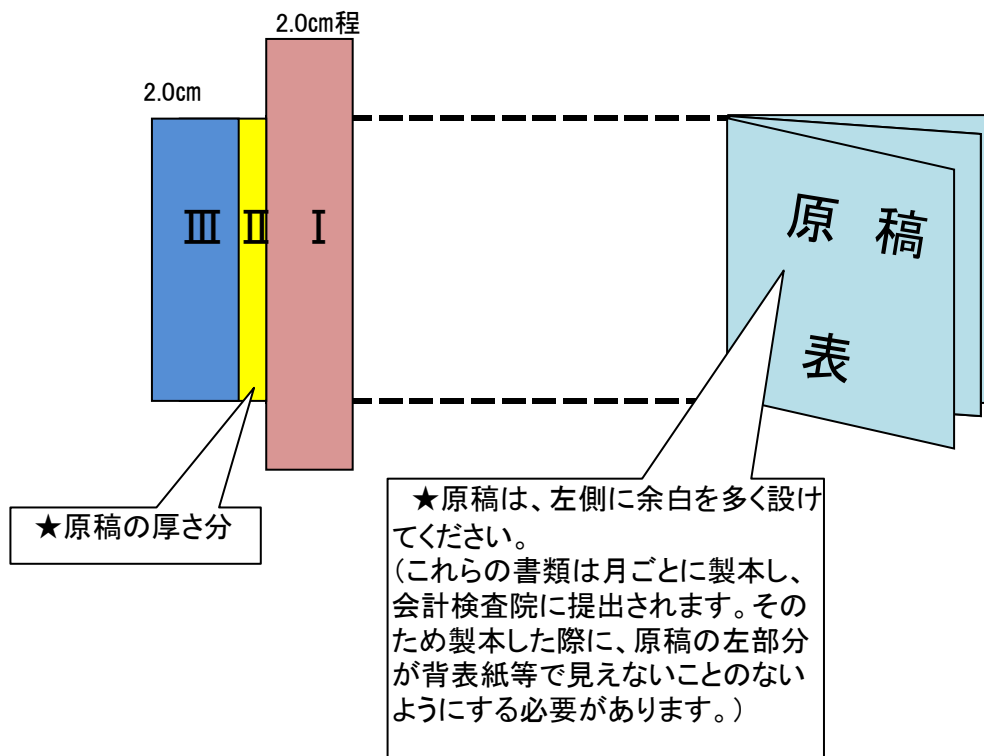 2.0cm程
2.0cm
Ⅲ Ⅱ Ⅰ
原 稿
表
★原稿の厚さ分
★原稿は、左側に余白を多く設け
てください。
(これらの書類は月ごとに製本し、
会計検査院に提出されます。その
ため製本した際に、原稿の左部分
が背表紙等で見えないことのない
ようにする必要があります。)